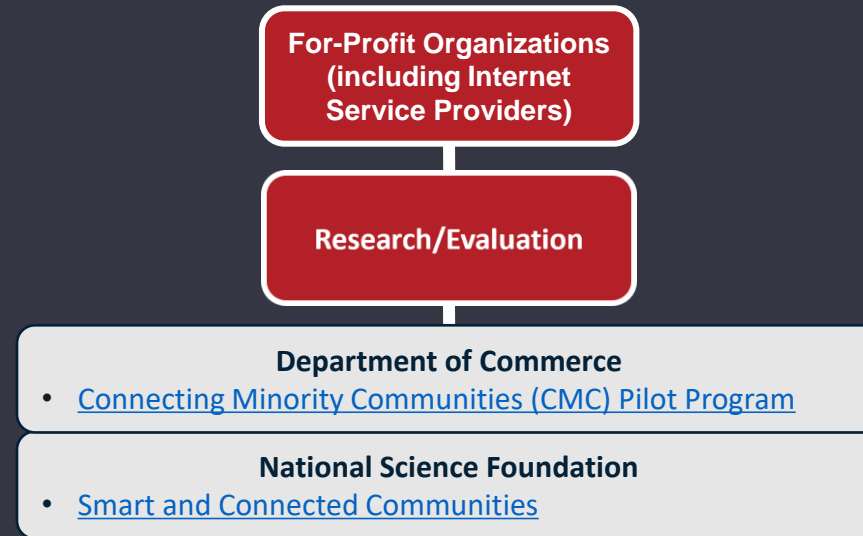 For-Profit Organizations
(including Internet
Service Providers)
Research/Evaluation
Department of Commerce
• Connecting Minority Communities (CMC) Pilot Program
National Science Foundation
• Smart and Connected Communities